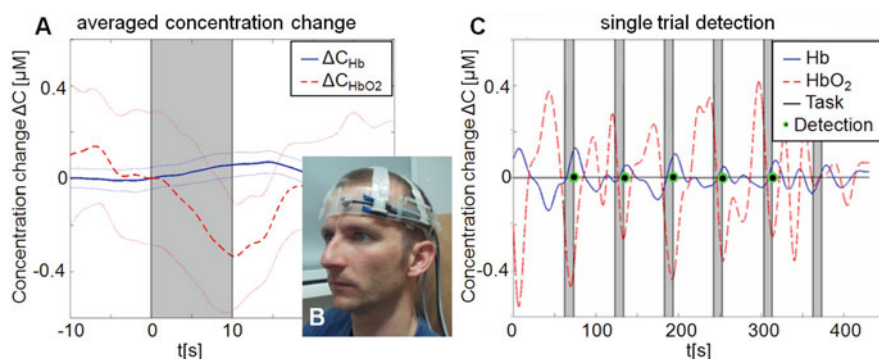 A averaged concentration change
Concentration change ΔC [µM]
0.4
0
-0.4
-10
0
10
t[s]
ΔC_Hb
ΔC_HbO2
B
C single trial detection
Concentration change ΔC [µM]
0.4
0
-0.4
0
100
200
300
400
t[s]
Hb
HbO₂
Task
Detection